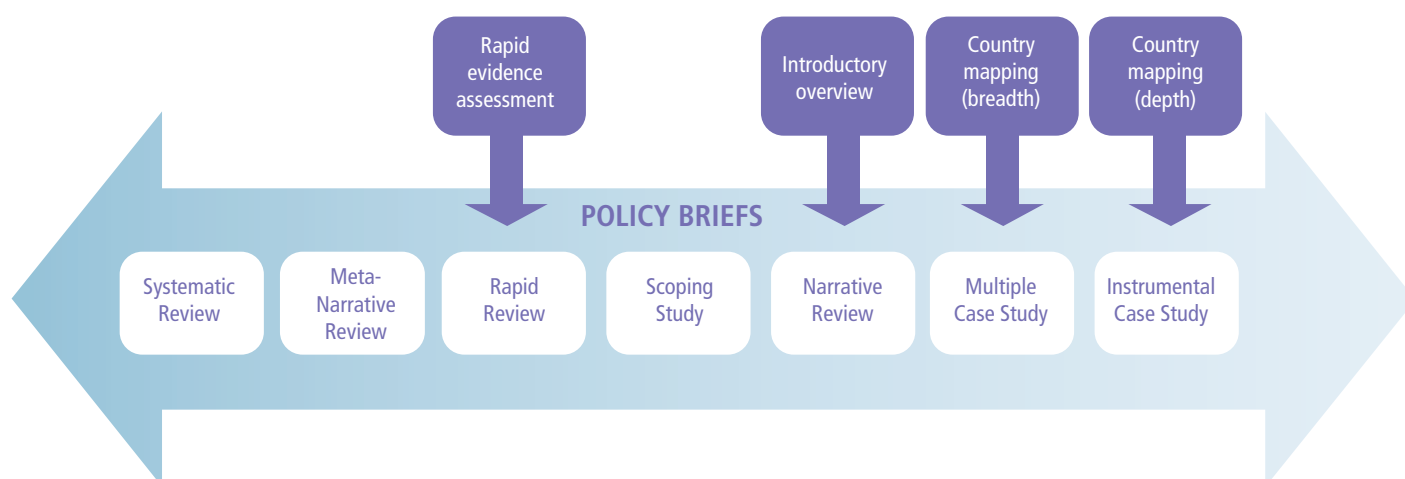 Rapid
evidence
assessment
Introductory
overview
Country
mapping
(breadth)
Country
mapping
(depth)
POLICY BRIEFS
Systematic
Review
Meta-
Narrative
Review
Rapid
Review
Scoping
Study
Narrative
Review
Multiple
Case Study
Instrumental
Case Study